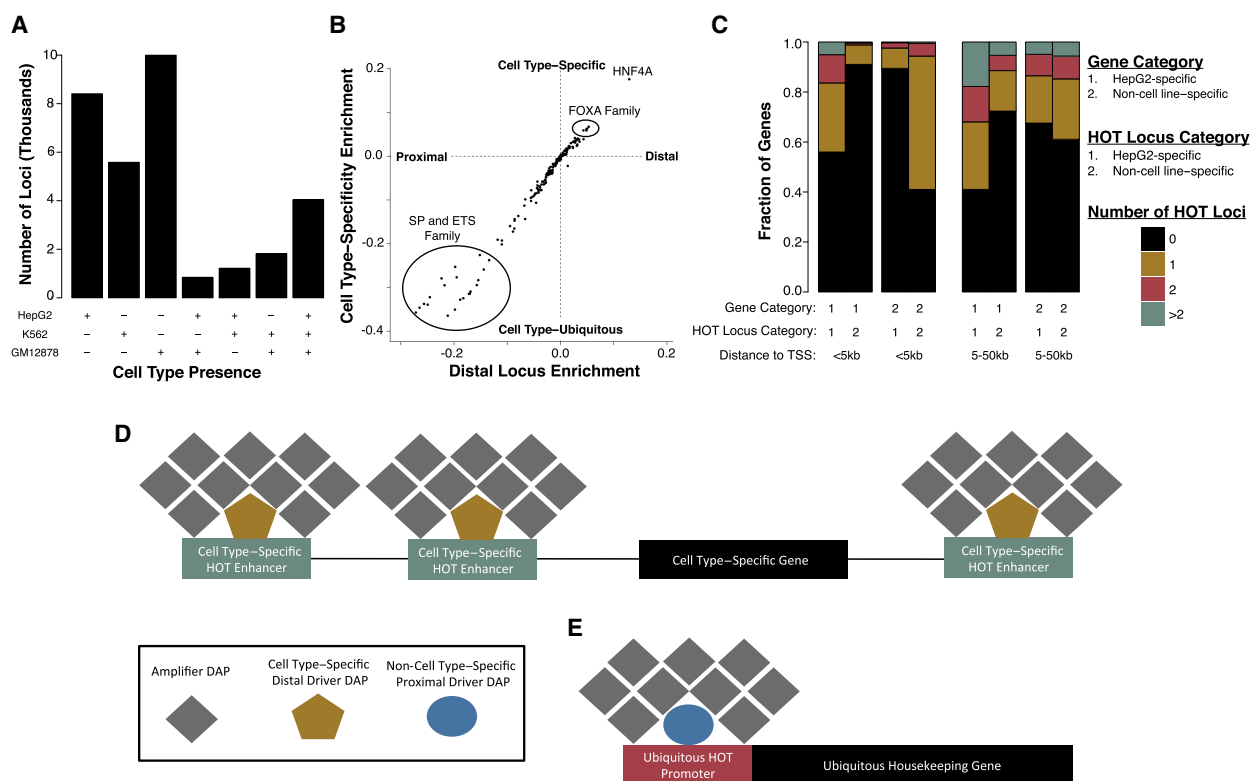 A
Number of Loci (Thousands)
10
8
6
4
2
0
HepG2 + – – + + – +
K562 – + – – + + +
GM12878 – – + + – + +
Cell Type Presence
B
Cell Type–Specificity Enrichment
0.2
0.0
-0.2
-0.4
Cell Type–Specific
HNF4A
FOXA Family
Proximal
Distal
SP and ETS
Family
Cell Type–Ubiquitous
-0.2 0.0 0.2
Distal Locus Enrichment
C
Fraction of Genes
1.0
0.8
0.6
0.4
0.2
0.0
Gene Category: 1 1 2 2 1 1 2 2
HOT Locus Category: 1 2 1 2 1 2 1 2
Distance to TSS: <5kb <5kb 5-50kb 5-50kb
Gene Category
1. HepG2-specific
2. Non-cell line–specific
HOT Locus Category
1. HepG2-specific
2. Non-cell line–specific
Number of HOT Loci
0
1
2
>2
D
Cell Type–Specific
HOT Enhancer
Cell Type–Specific
HOT Enhancer
Cell Type–Specific Gene
Cell Type–Specific
HOT Enhancer
Amplifier DAP
Cell Type–Specific
Distal Driver DAP
Non-Cell Type–Specific
Proximal Driver DAP
E
Ubiquitous HOT
Promoter
Ubiquitous Housekeeping Gene